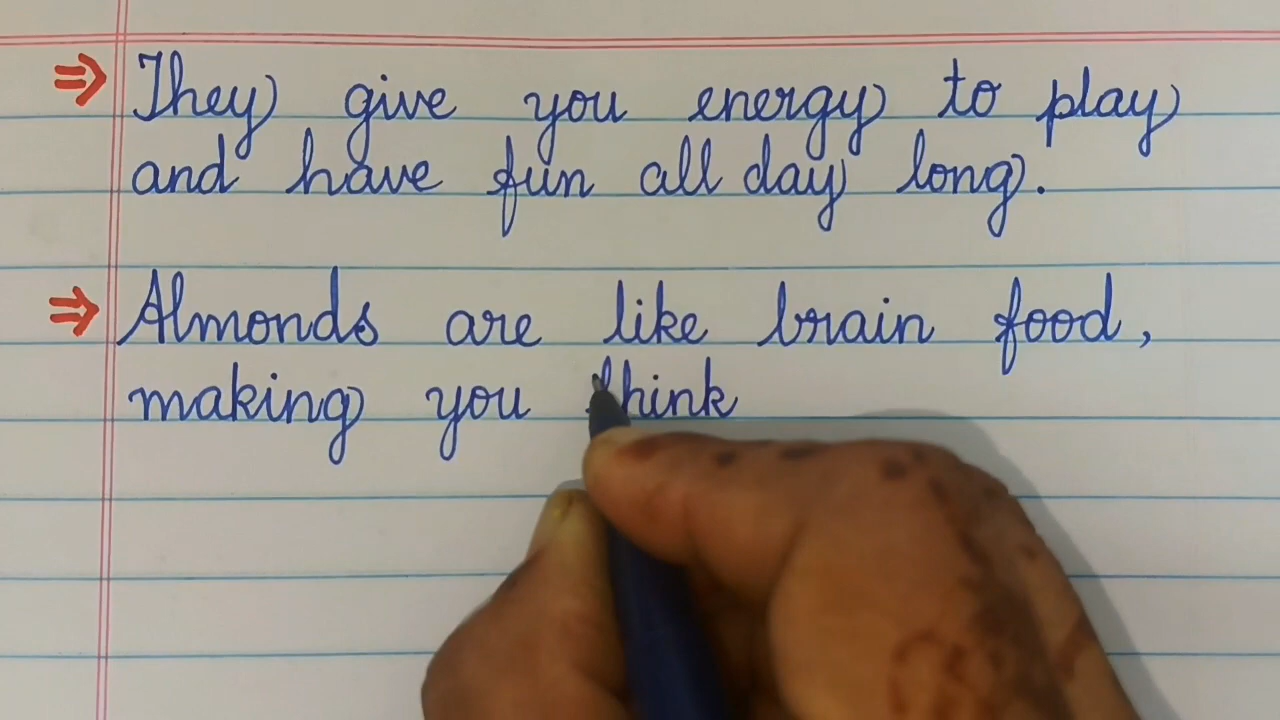 ⇒ They give you energy to play
and have fun all day long.
⇒ Almonds are like brain food,
making you think